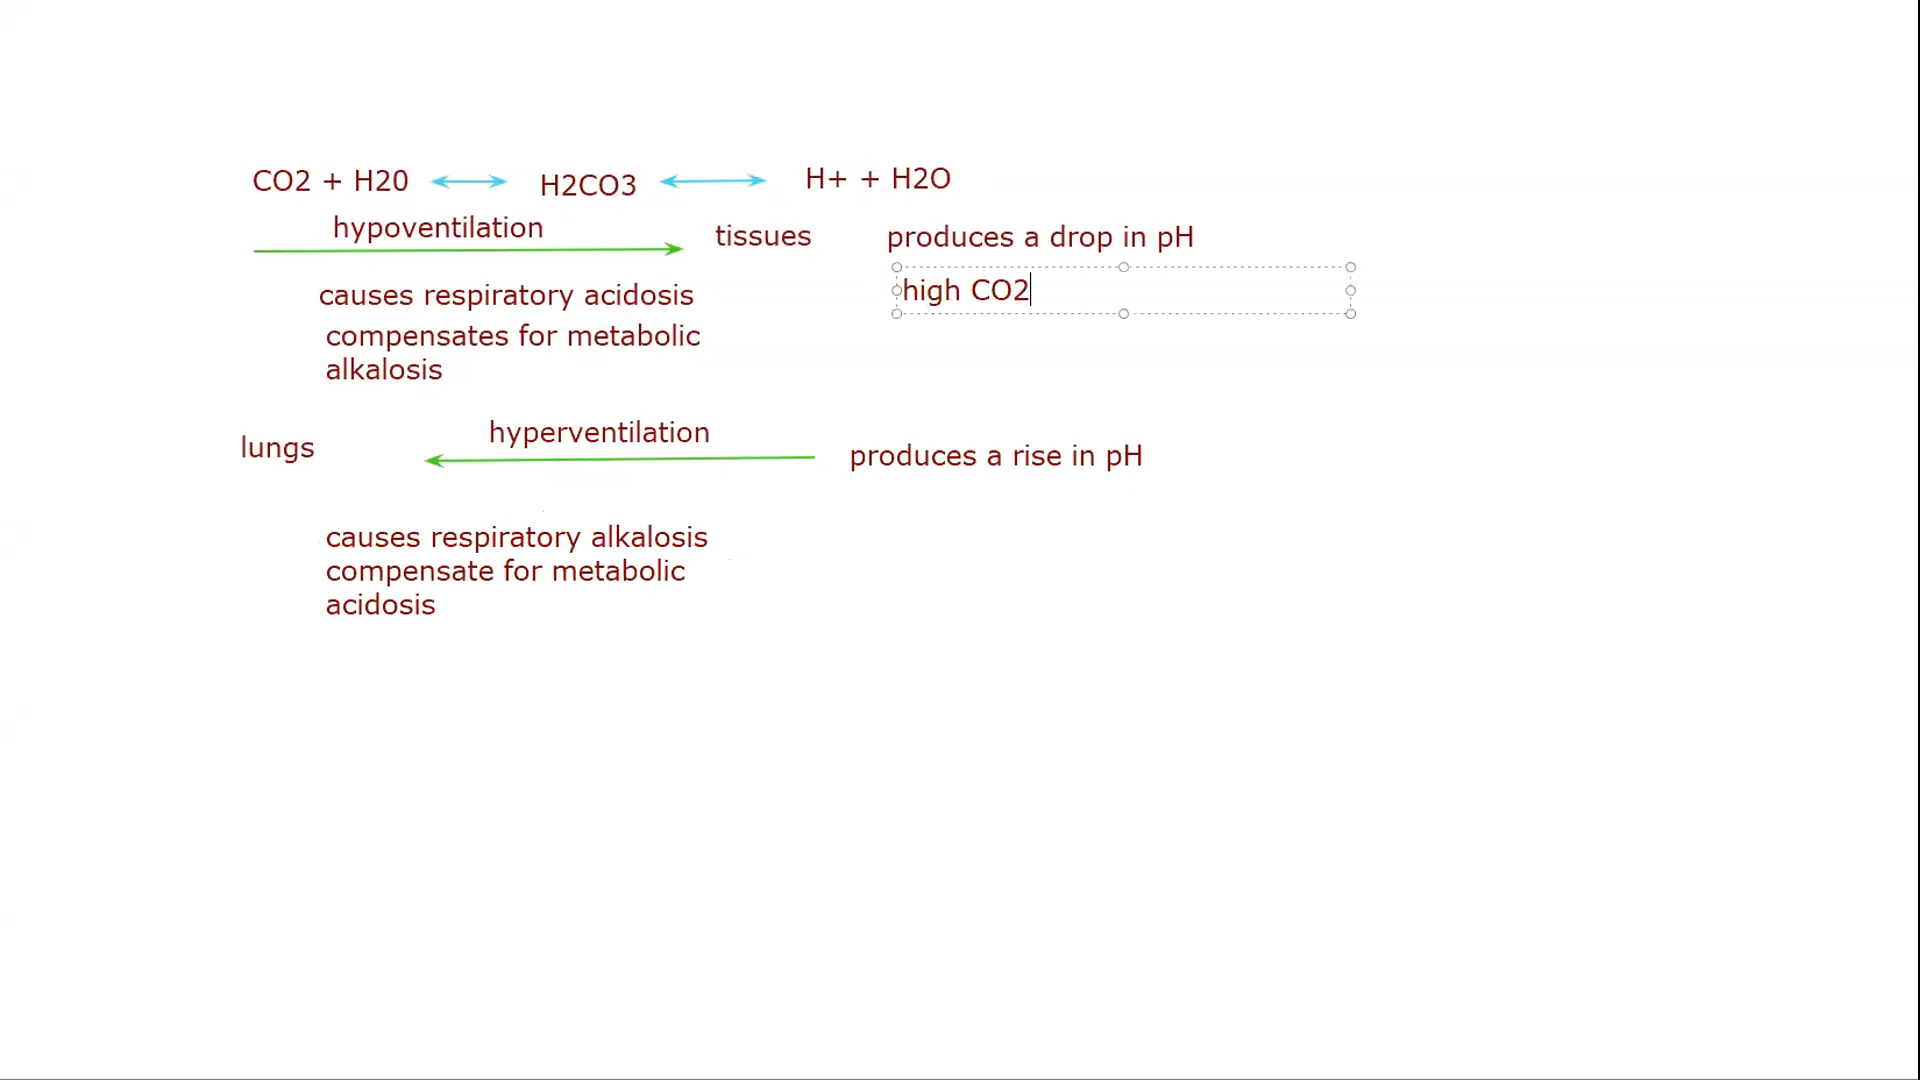 CO2 + H20 H2CO3 H+ + H2O
hypoventilation
tissues
produces a drop in pH
high CO2
causes respiratory acidosis
compensates for metabolic
alkalosis
lungs
hyperventilation
produces a rise in pH
causes respiratory alkalosis
compensate for metabolic
acidosis